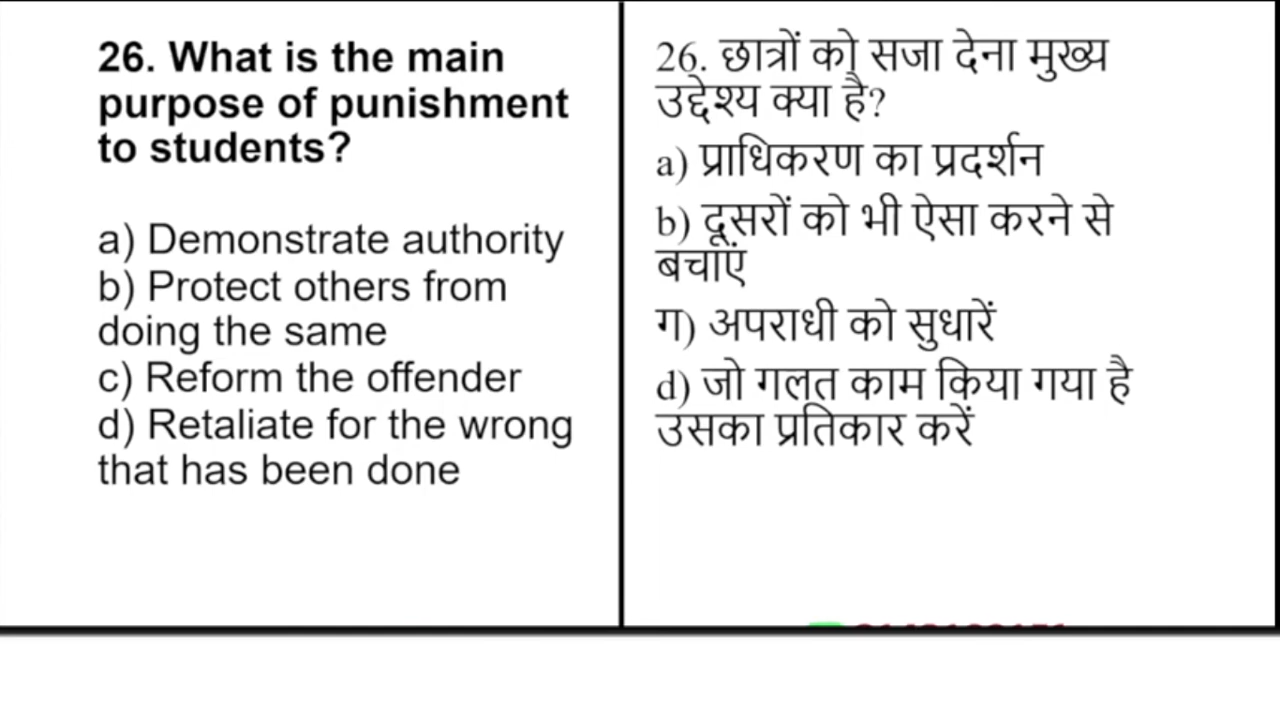 26. What is the main
purpose of punishment
to students?
a) Demonstrate authority
b) Protect others from
doing the same
c) Reform the offender
d) Retaliate for the wrong
that has been done
26. छात्रों को सजा देना मुख्य
उद्देश्य क्या है?
a) प्राधिकरण का प्रदर्शन
b) दूसरों को भी ऐसा करने से
बचाएं
ग) अपराधी को सुधारें
d) जो गलत काम किया गया है
उसका प्रतिकार करें